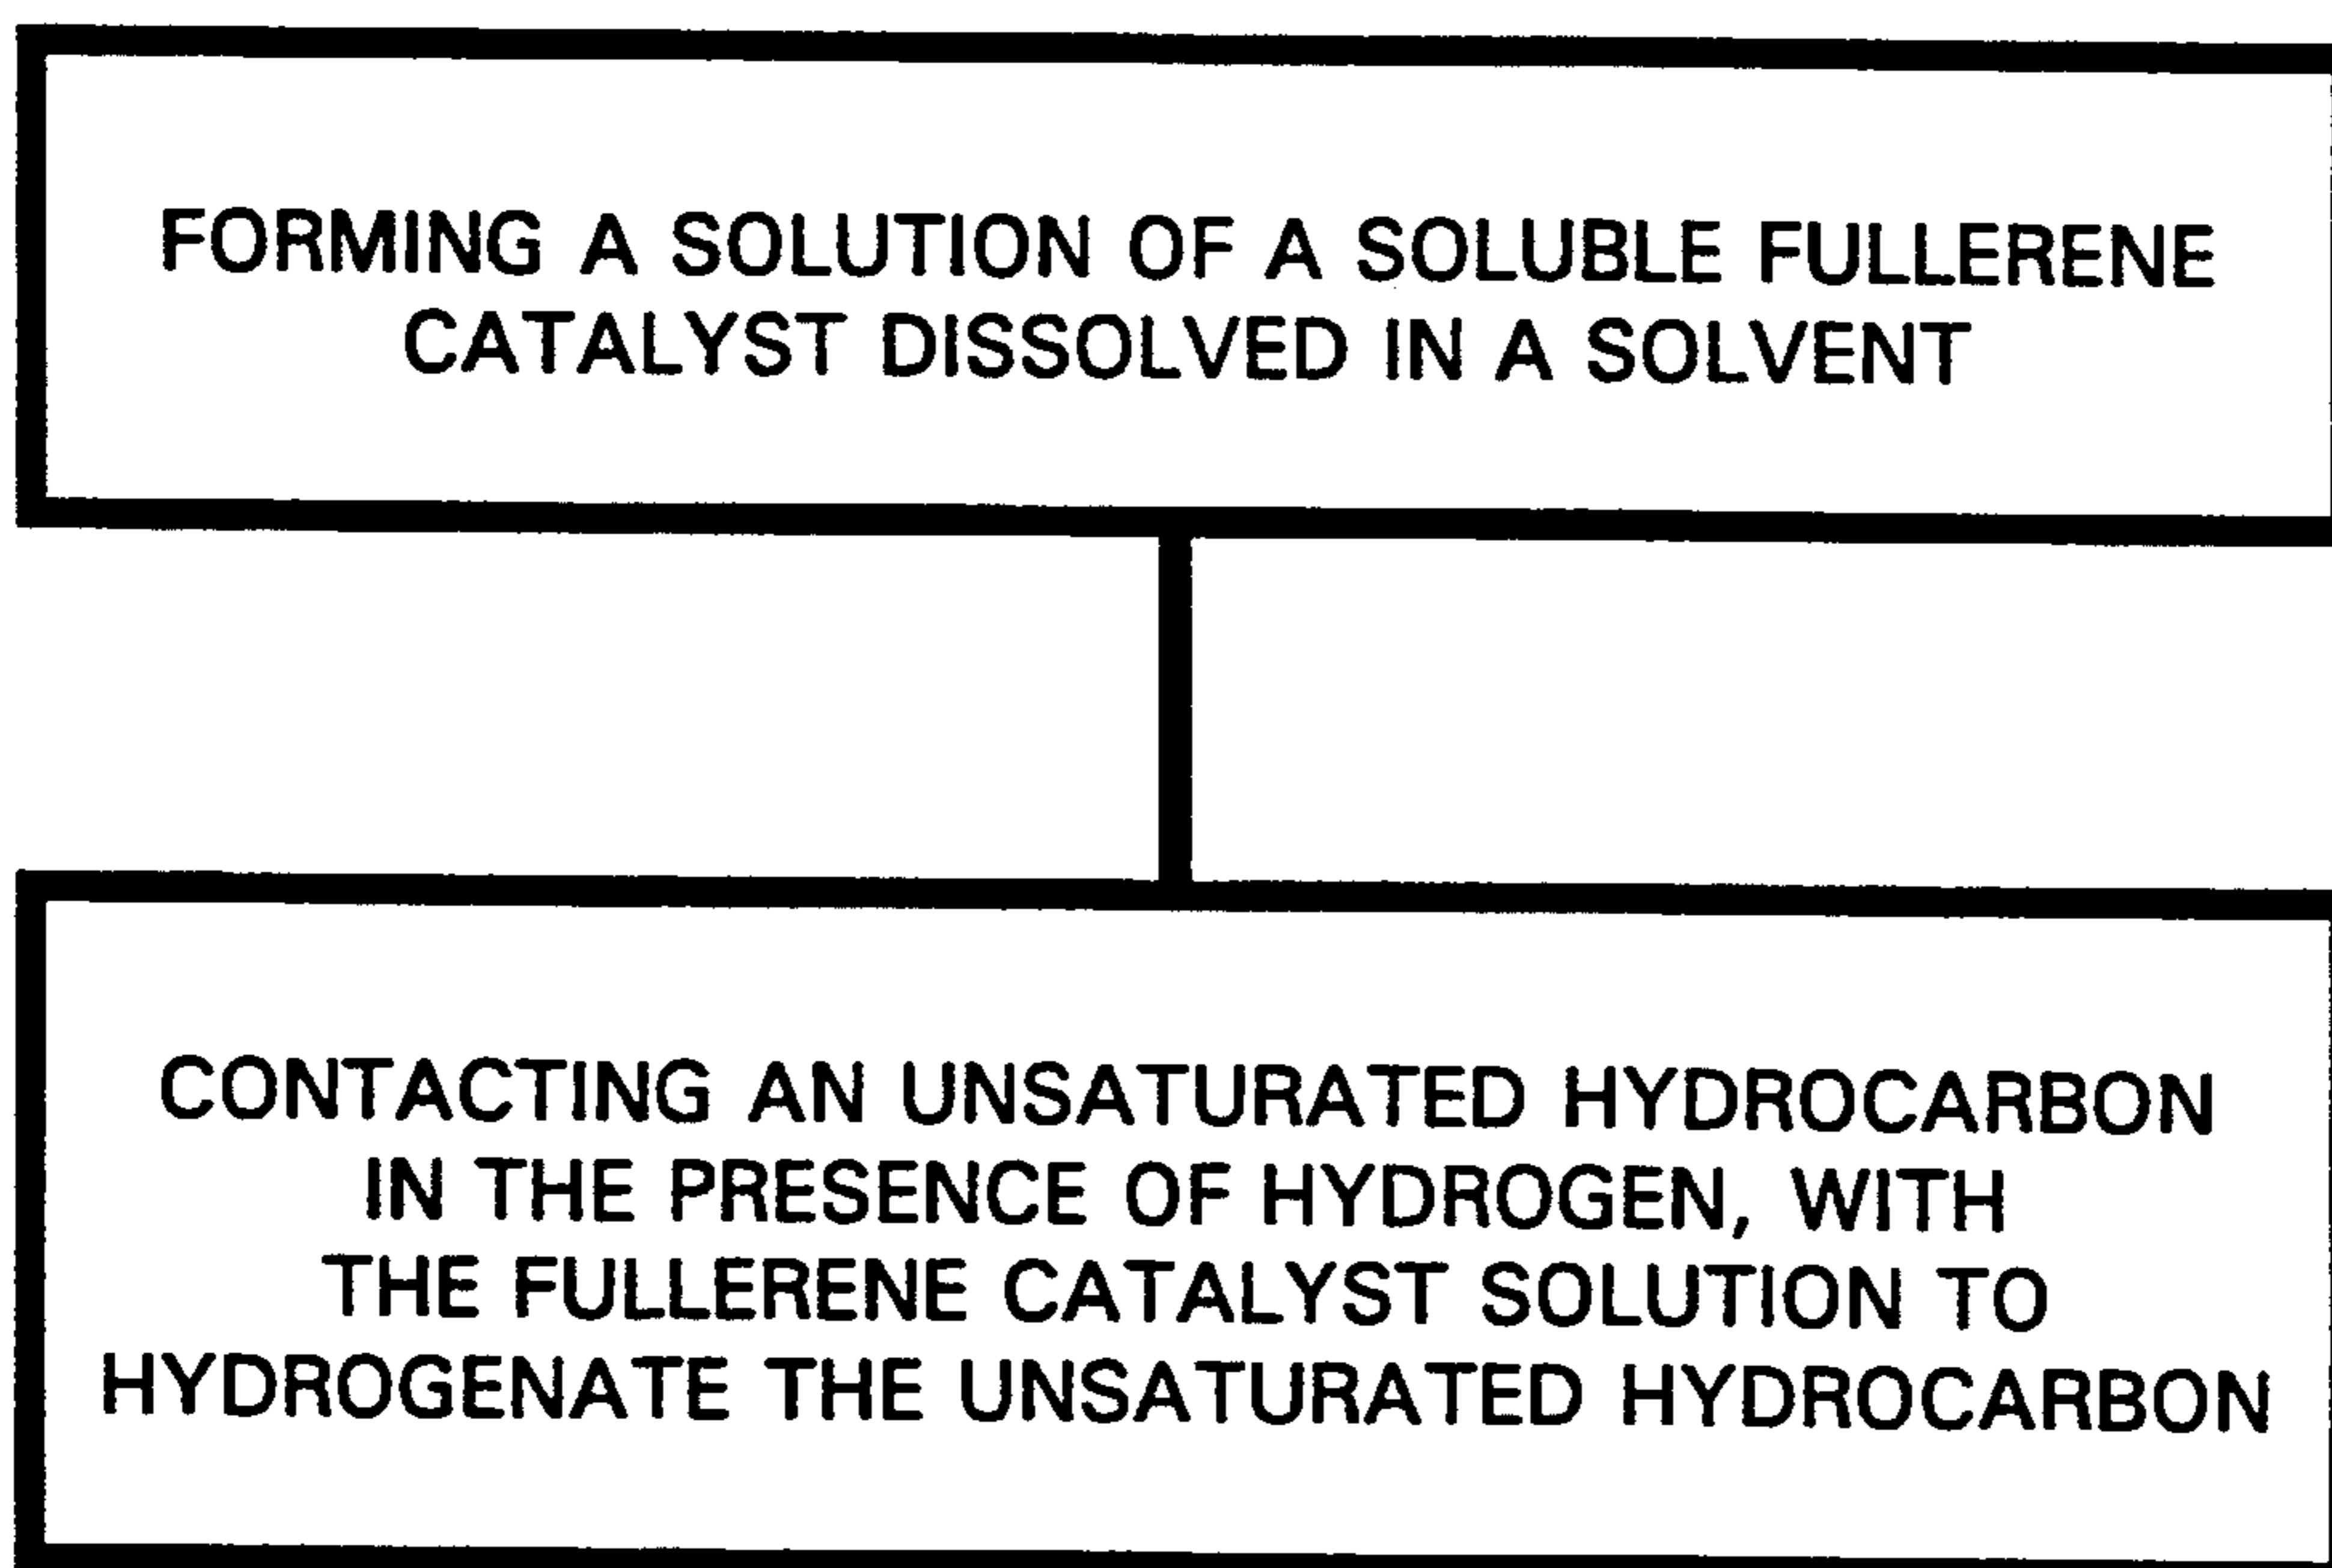 FORMING A SOLUTION OF A SOLUBLE FULLERENE
CATALYST DISSOLVED IN A SOLVENT
CONTACTING AN UNSATURATED HYDROCARBON
IN THE PRESENCE OF HYDROGEN, WITH
THE FULLERENE CATALYST SOLUTION TO
HYDROGENATE THE UNSATURATED HYDROCARBON